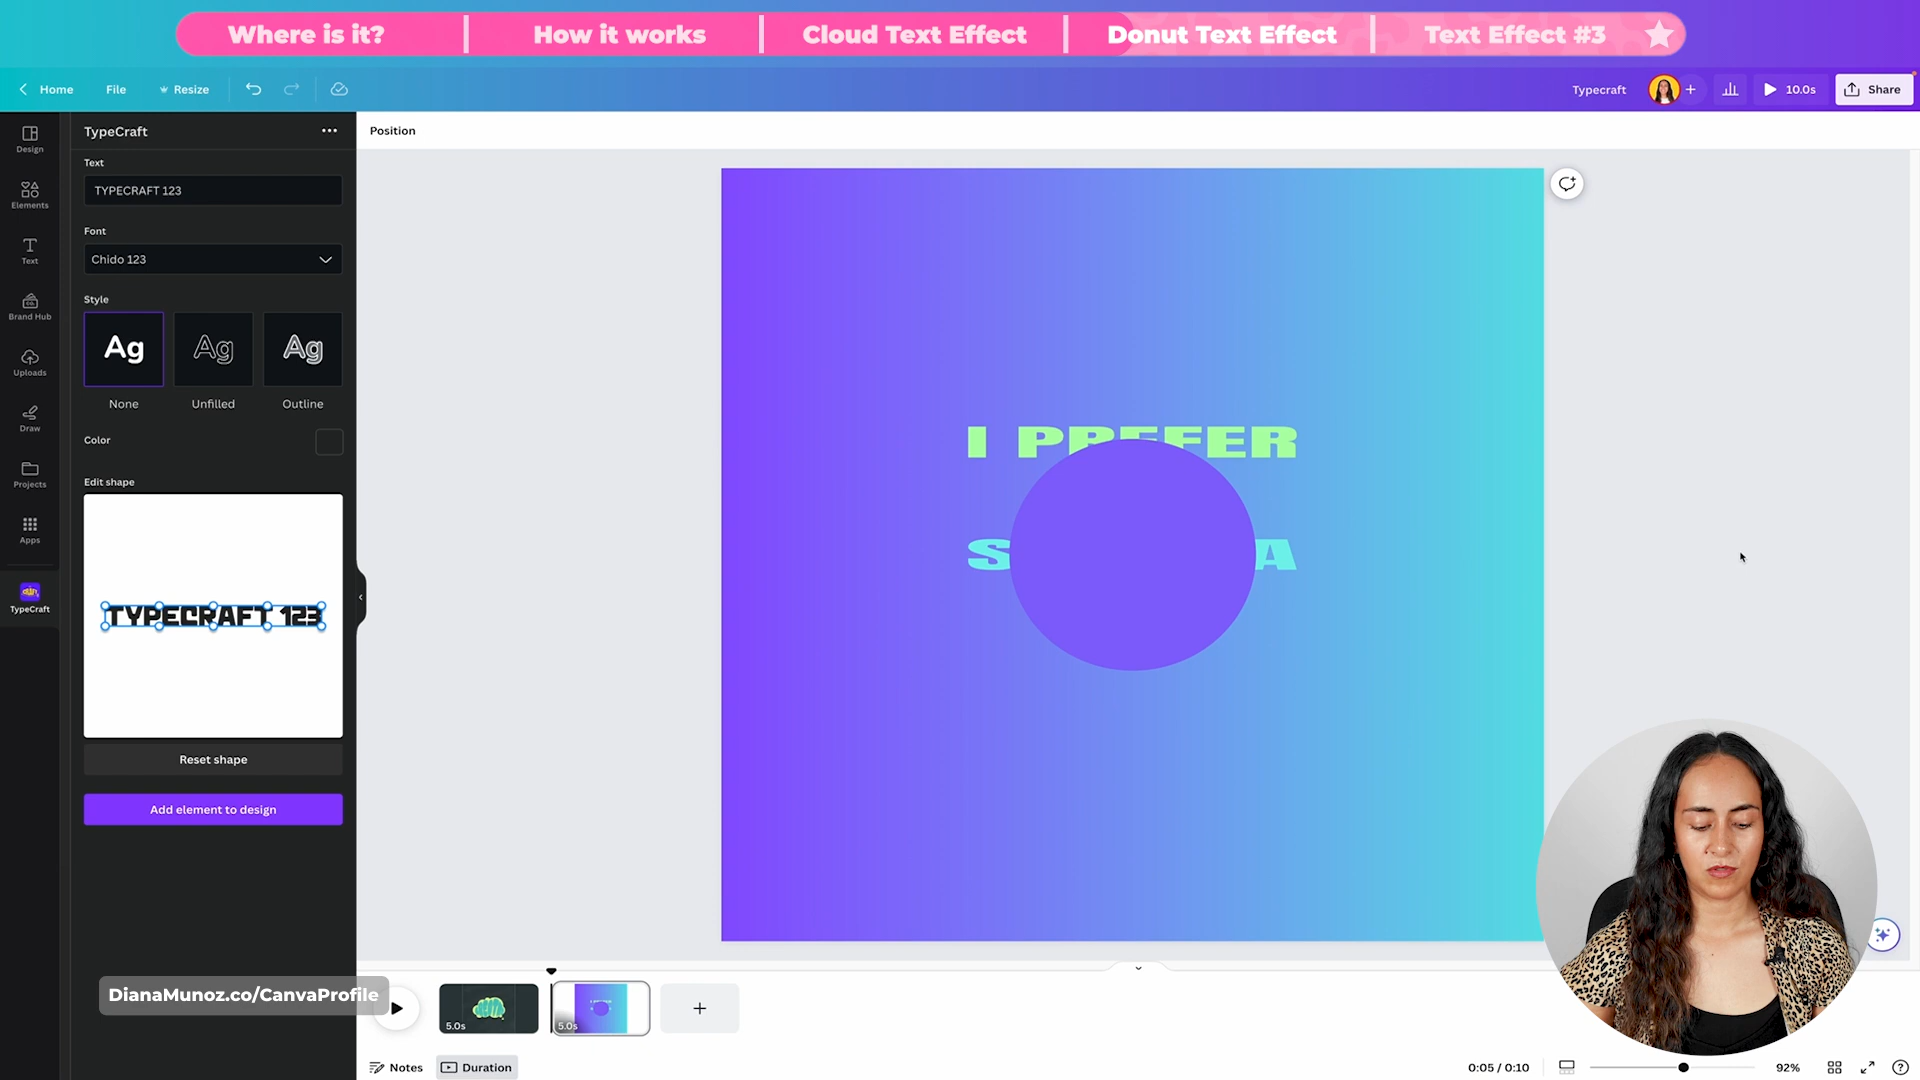 Where is it?
How it works
Cloud Text Effect
Donut Text Effect
Text Effect #3
Home
File
Resize
Typecraft
10.0s
Share
Design
Elements
Text
Brand Hub
Uploads
Draw
Projects
Apps
TypeCraft
TypeCraft
Text
TYPECRAFT 123
Font
Chido 123
Style
Ag
Ag
Ag
None
Unfilled
Outline
Color
Edit shape
TYPECRAFT 123
Reset shape
Add element to design
Position
I PREFER
S A
DianaMunoz.co/CanvaProfile
5.0s
5.0s
Notes
Duration
0:05 / 0:10
92%